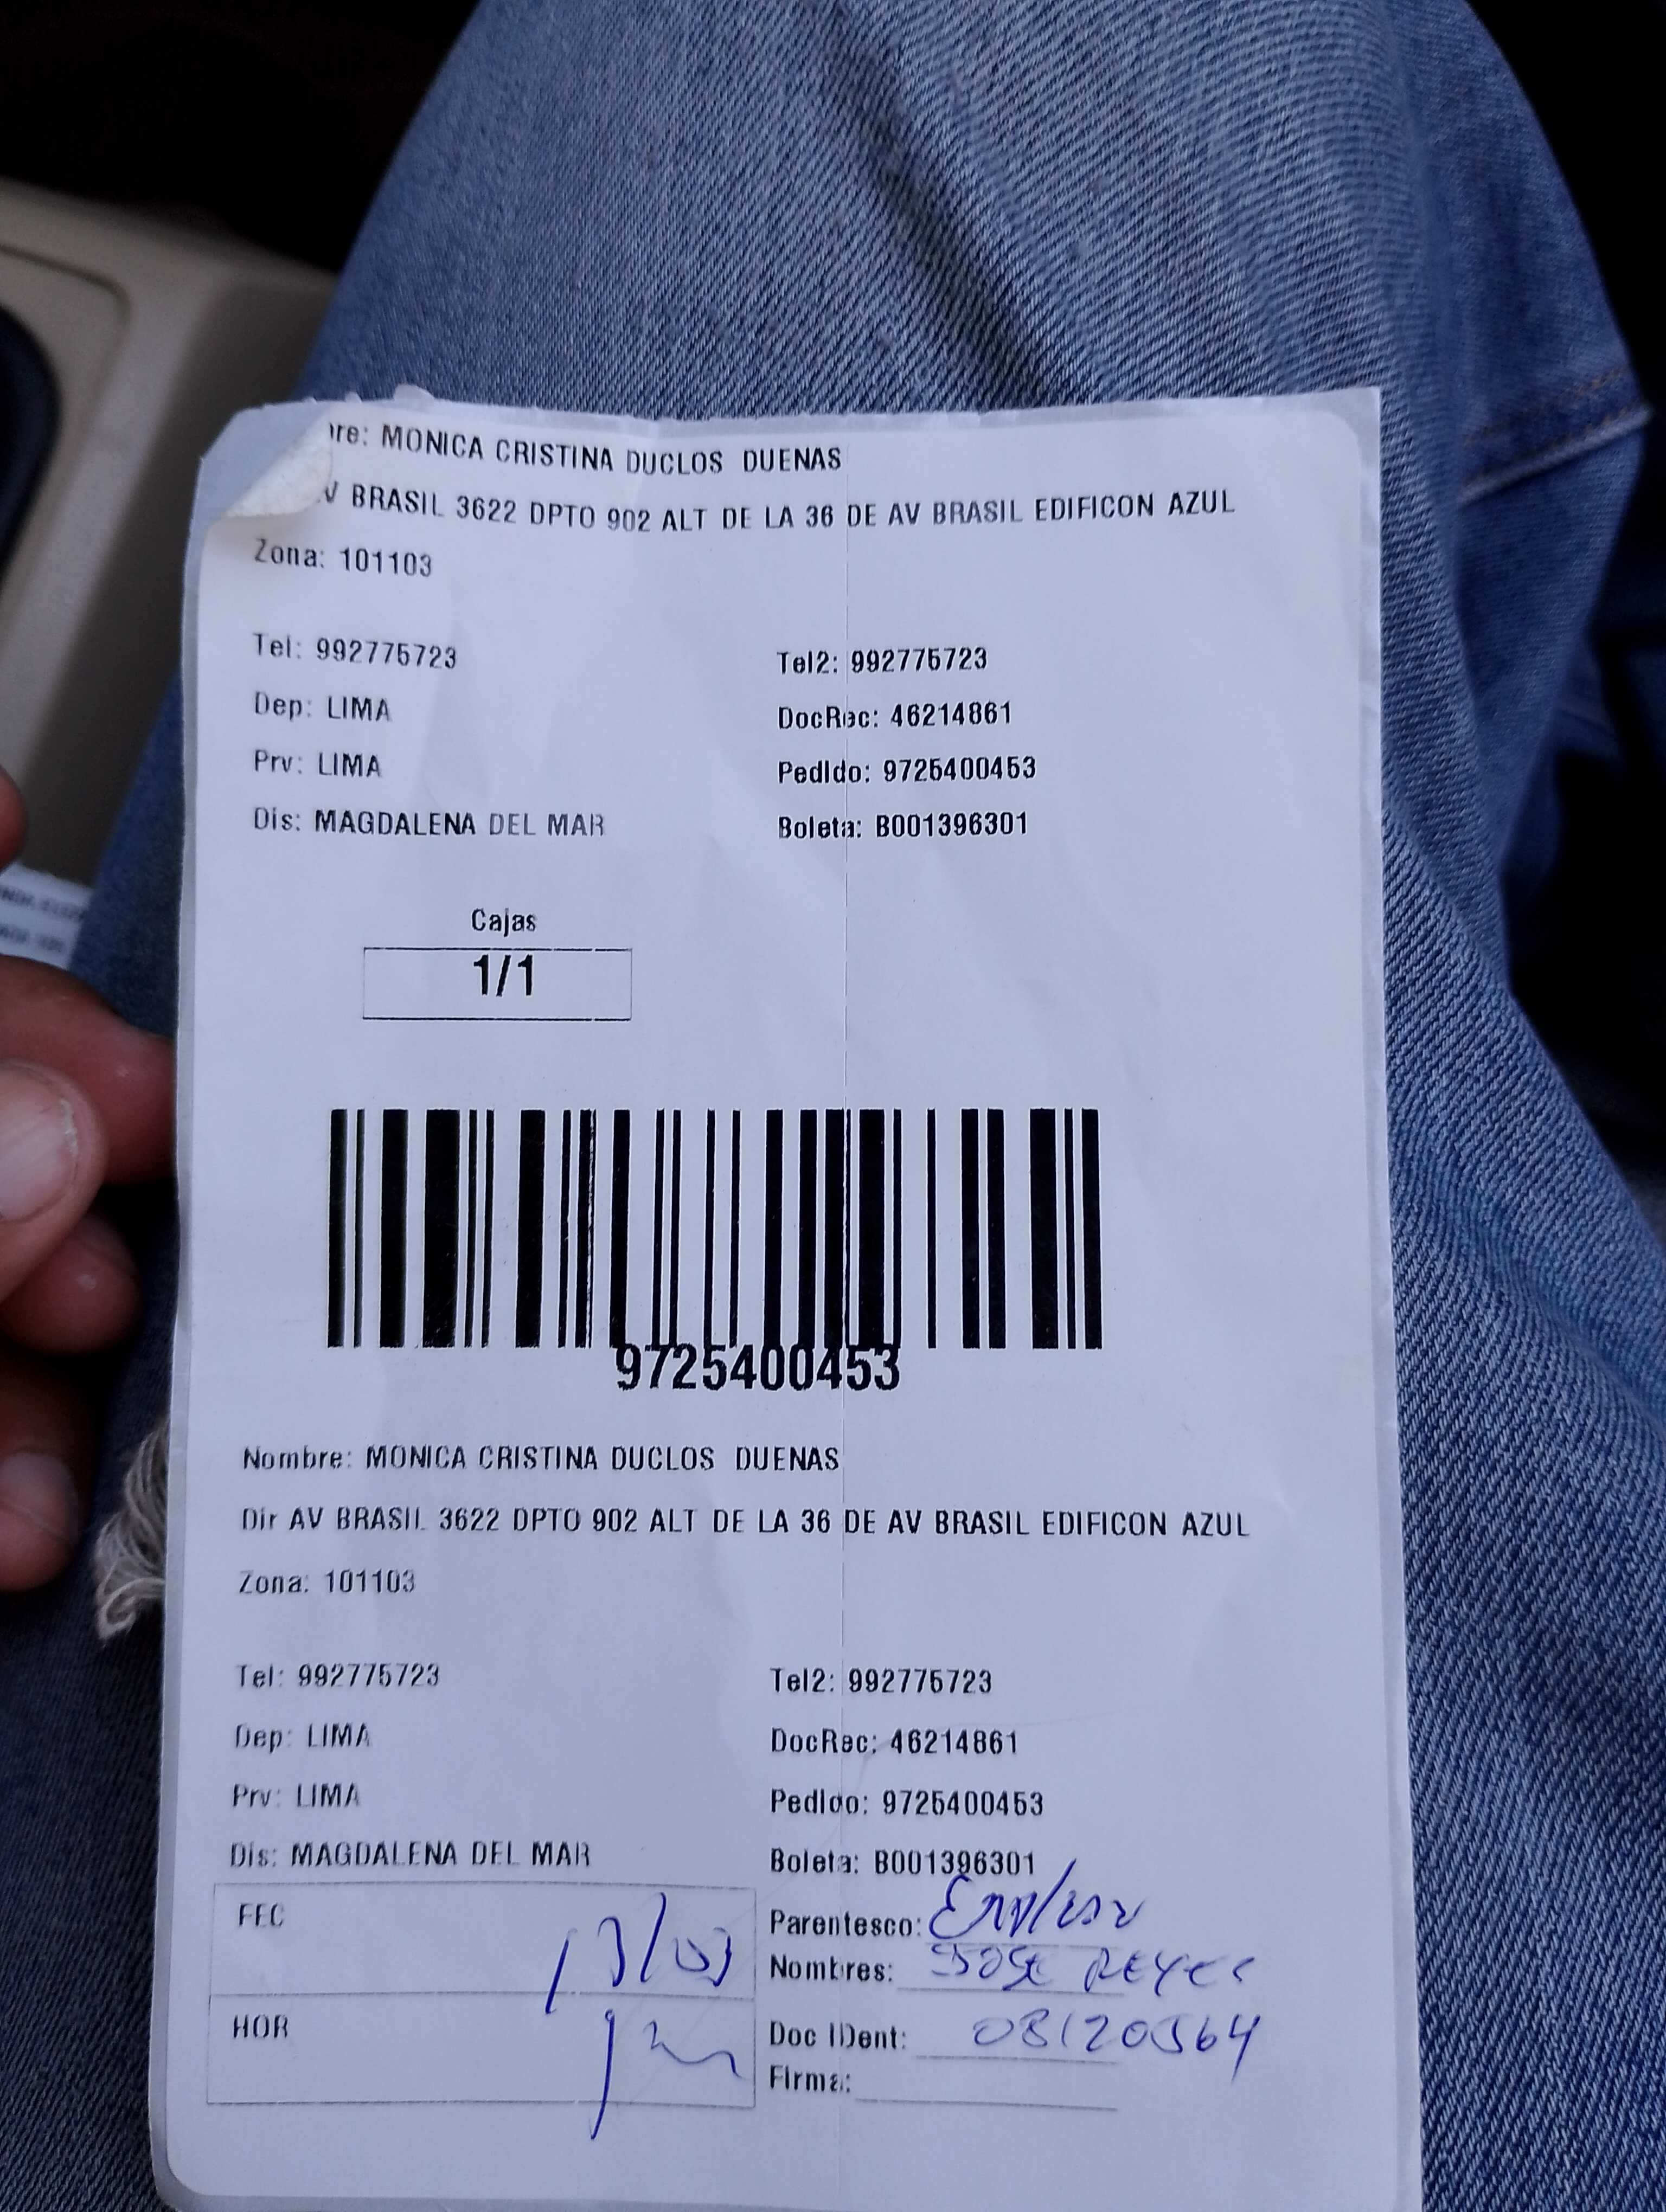 re: MONICA CRISTINA DUCLOS DUENAS
V BRASIL 3622 DPTO 902 ALT DE LA 36 DE AV BRASIL EDIFICON AZUL
Zona: 101103
Tel: 992775723 Tel2: 992775723
Dep: LIMA DocRec: 46214861
Prv: LIMA Pedido: 9725400453
Dis: MAGDALENA DEL MAR Boleta: B001396301
Cajas
1/1
9725400453
Nombre: MONICA CRISTINA DUCLOS DUENAS
Dir AV BRASIL 3622 DPTO 902 ALT DE LA 36 DE AV BRASIL EDIFICON AZUL
Zona: 101103
Tel: 992775723 Tel2: 992775723
Dep: LIMA DocRec: 46214861
Prv: LIMA Pedido: 9725400453
Dis: MAGDALENA DEL MAR Boleta: B001396301
FEC 13/03 Parentesco:
Nombres: JOSE REYES
HOR Doc IDent: 08120564
Firma: